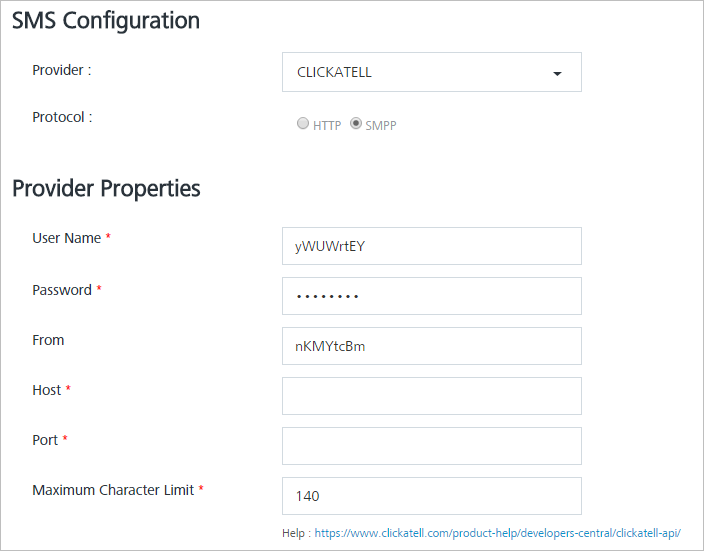 SMS Configuration
Provider : CLICKATELL
Protocol : HTTP SMPP
Provider Properties
User Name * yWUWrtEY
Password * ••••••••
From nKMYtcBm
Host *
Port *
Maximum Character Limit * 140
Help : https://www.clickatell.com/product-help/developers-central/clickatell-api/